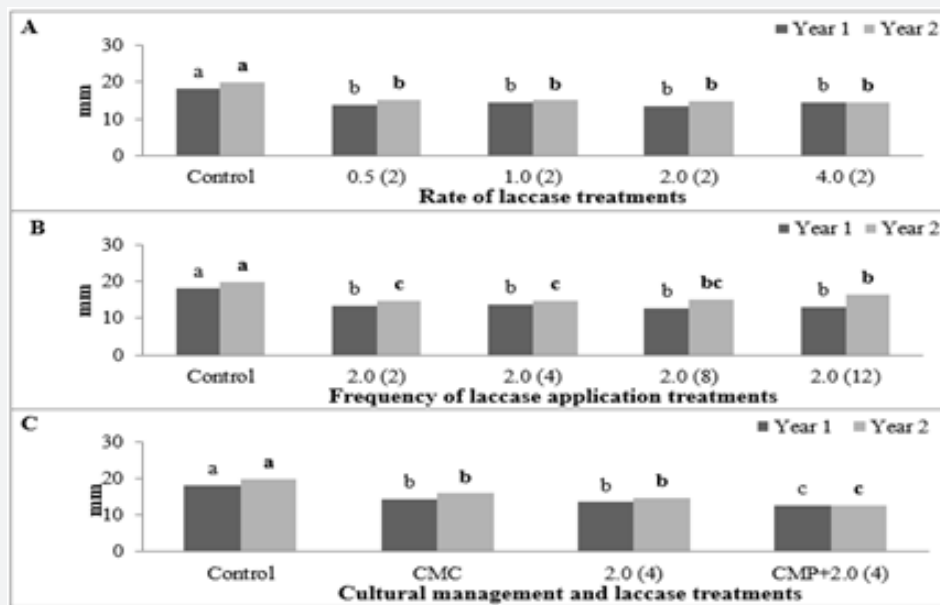 A
Year 1 Year 2
30
20
10
0
mm
a a b b b b b b b b
Control 0.5 (2) 1.0 (2) 2.0 (2) 4.0 (2)
Rate of laccase treatments
B
Year 1 Year 2
30
20
10
0
mm
a a b c b c b bc b b
Control 2.0 (2) 2.0 (4) 2.0 (8) 2.0 (12)
Frequency of laccase application treatments
C
Year 1 Year 2
30
20
10
0
mm
a a b b b b c c
Control CMC 2.0 (4) CMP+2.0 (4)
Cultural management and laccase treatments